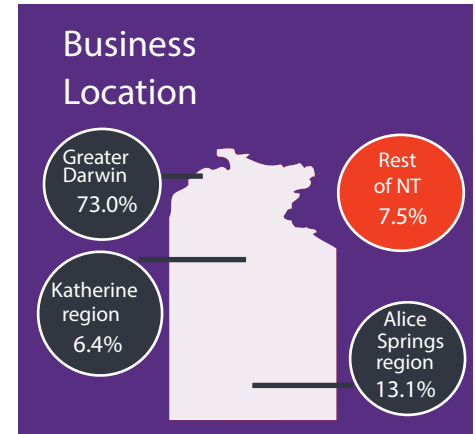 Business
Location
Greater
Darwin
73.0%
Rest
of NT
7.5%
Katherine
region
6.4%
Alice
Springs
region
13.1%